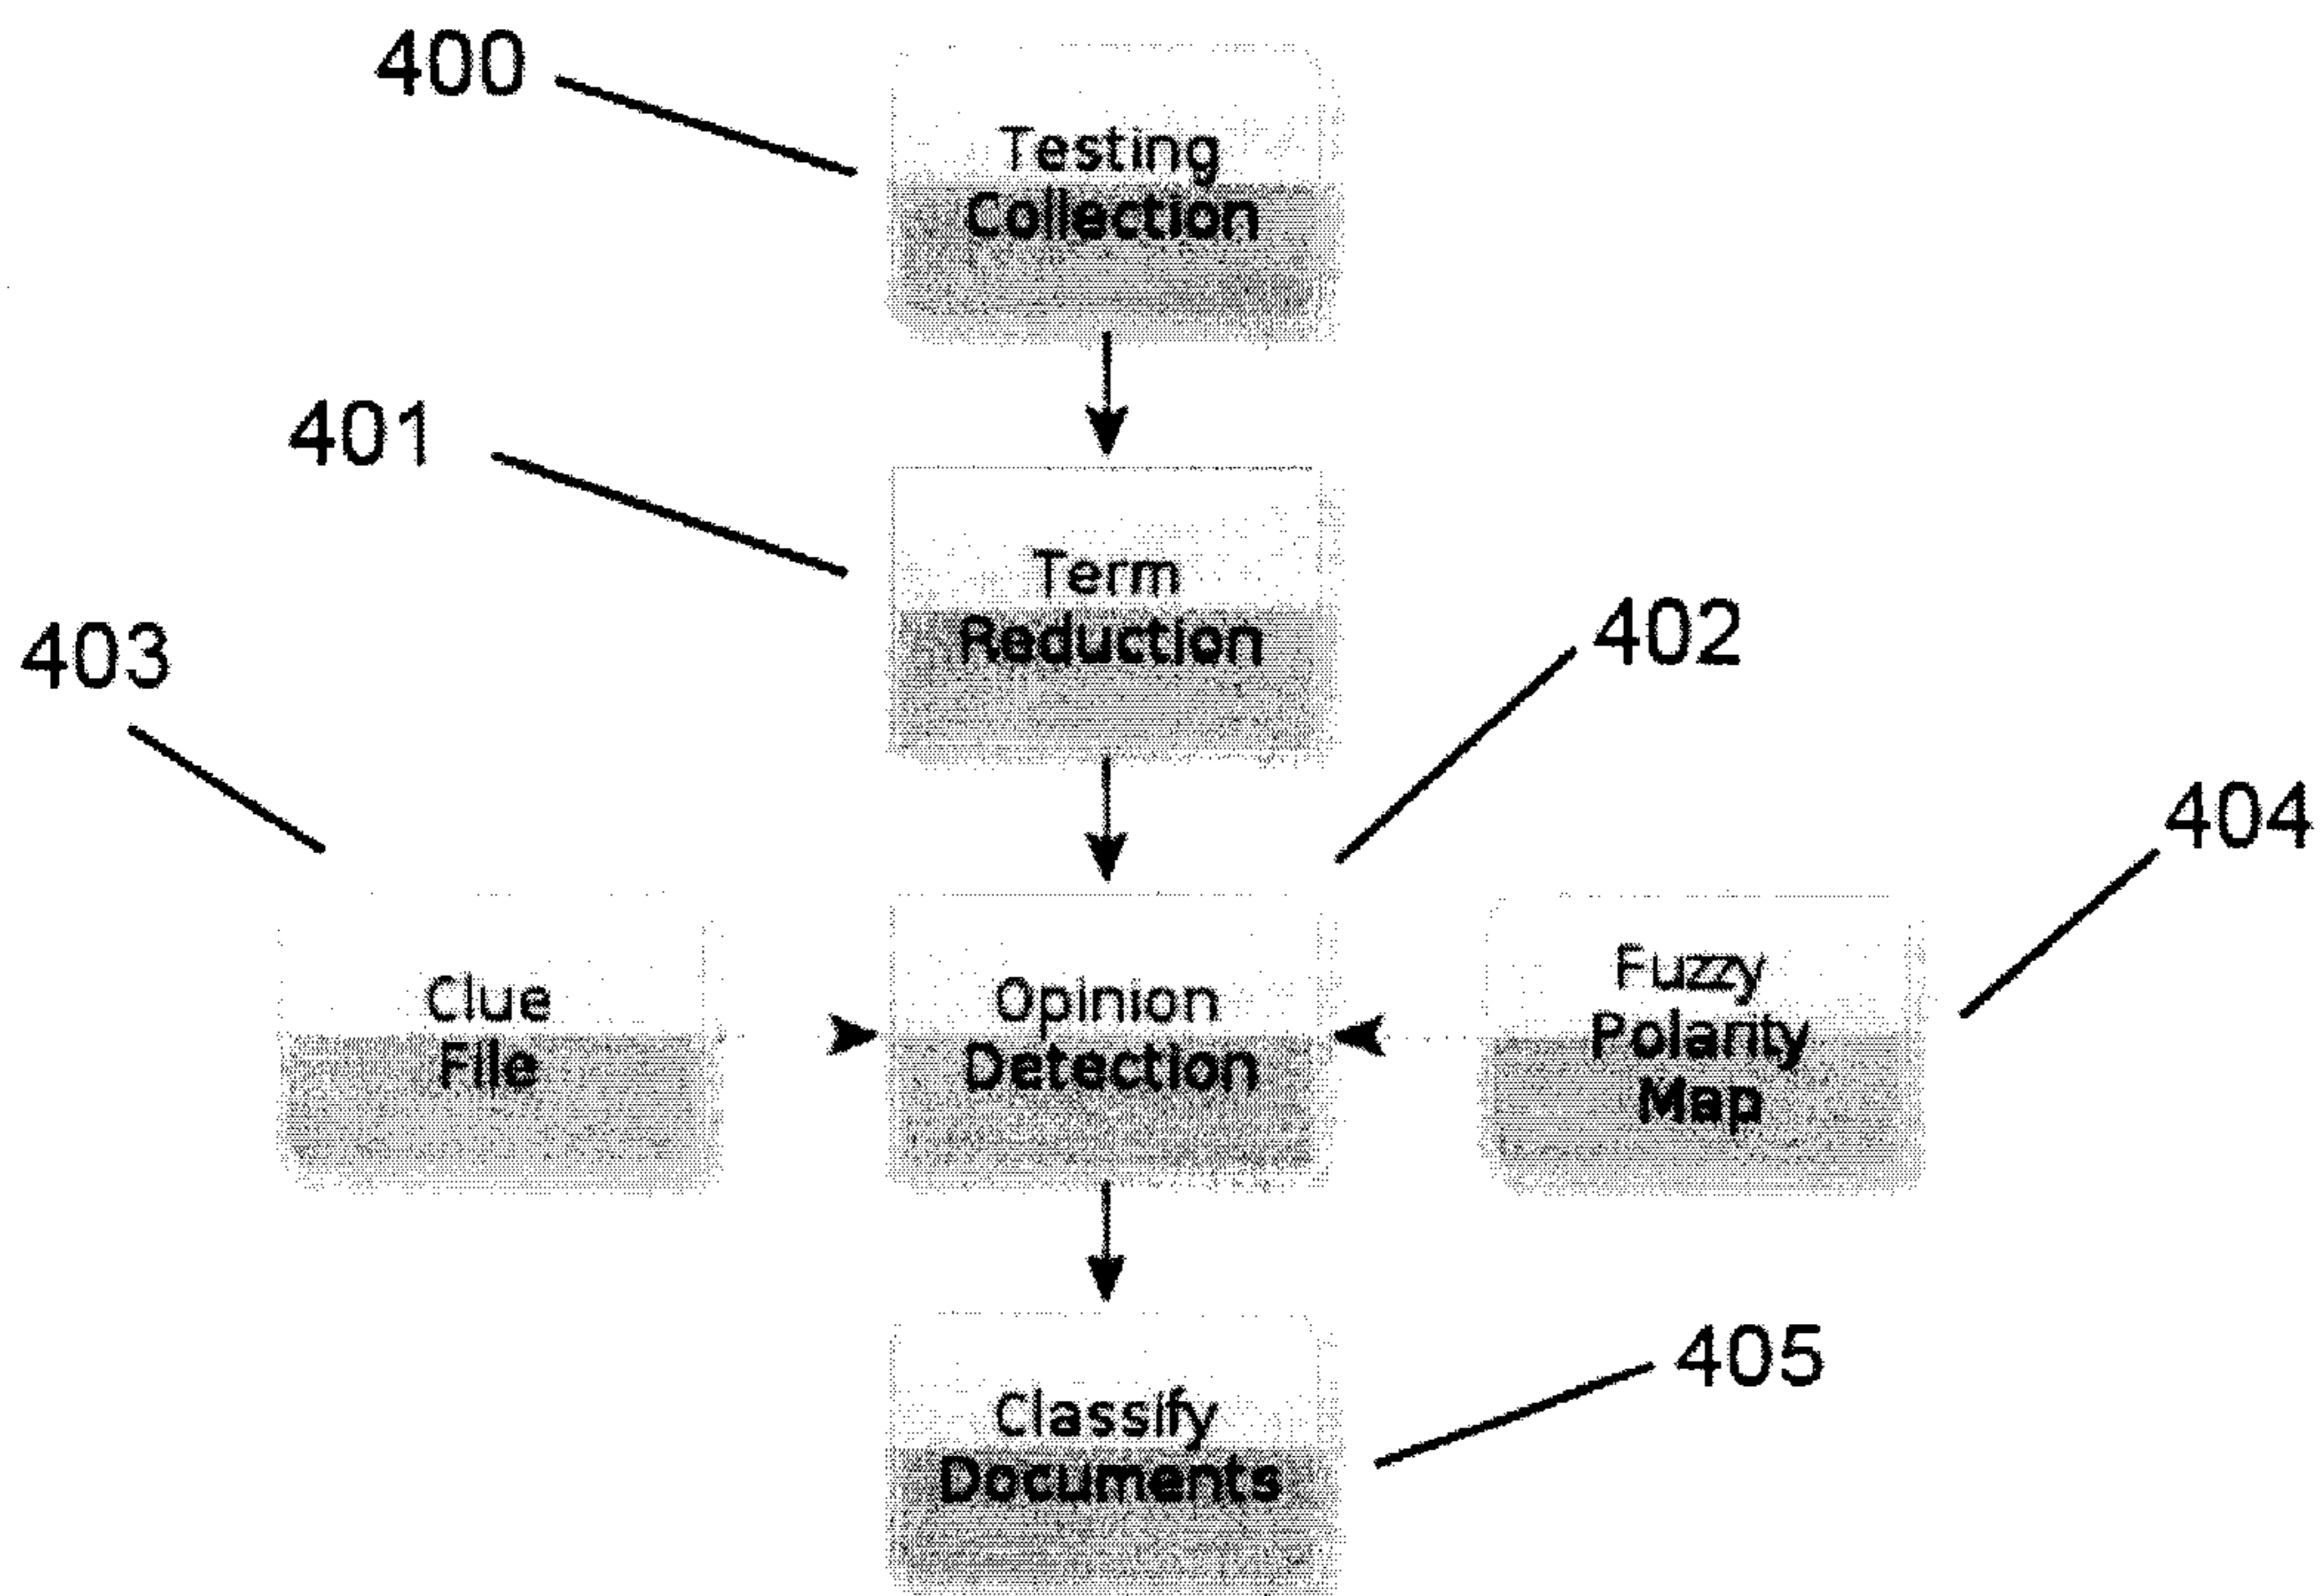 400
Testing
Collection
401
Term
Reduction
403
402
404
Clue
File
Opinion
Detection
Fuzzy
Polarity
Map
405
Classify
Documents